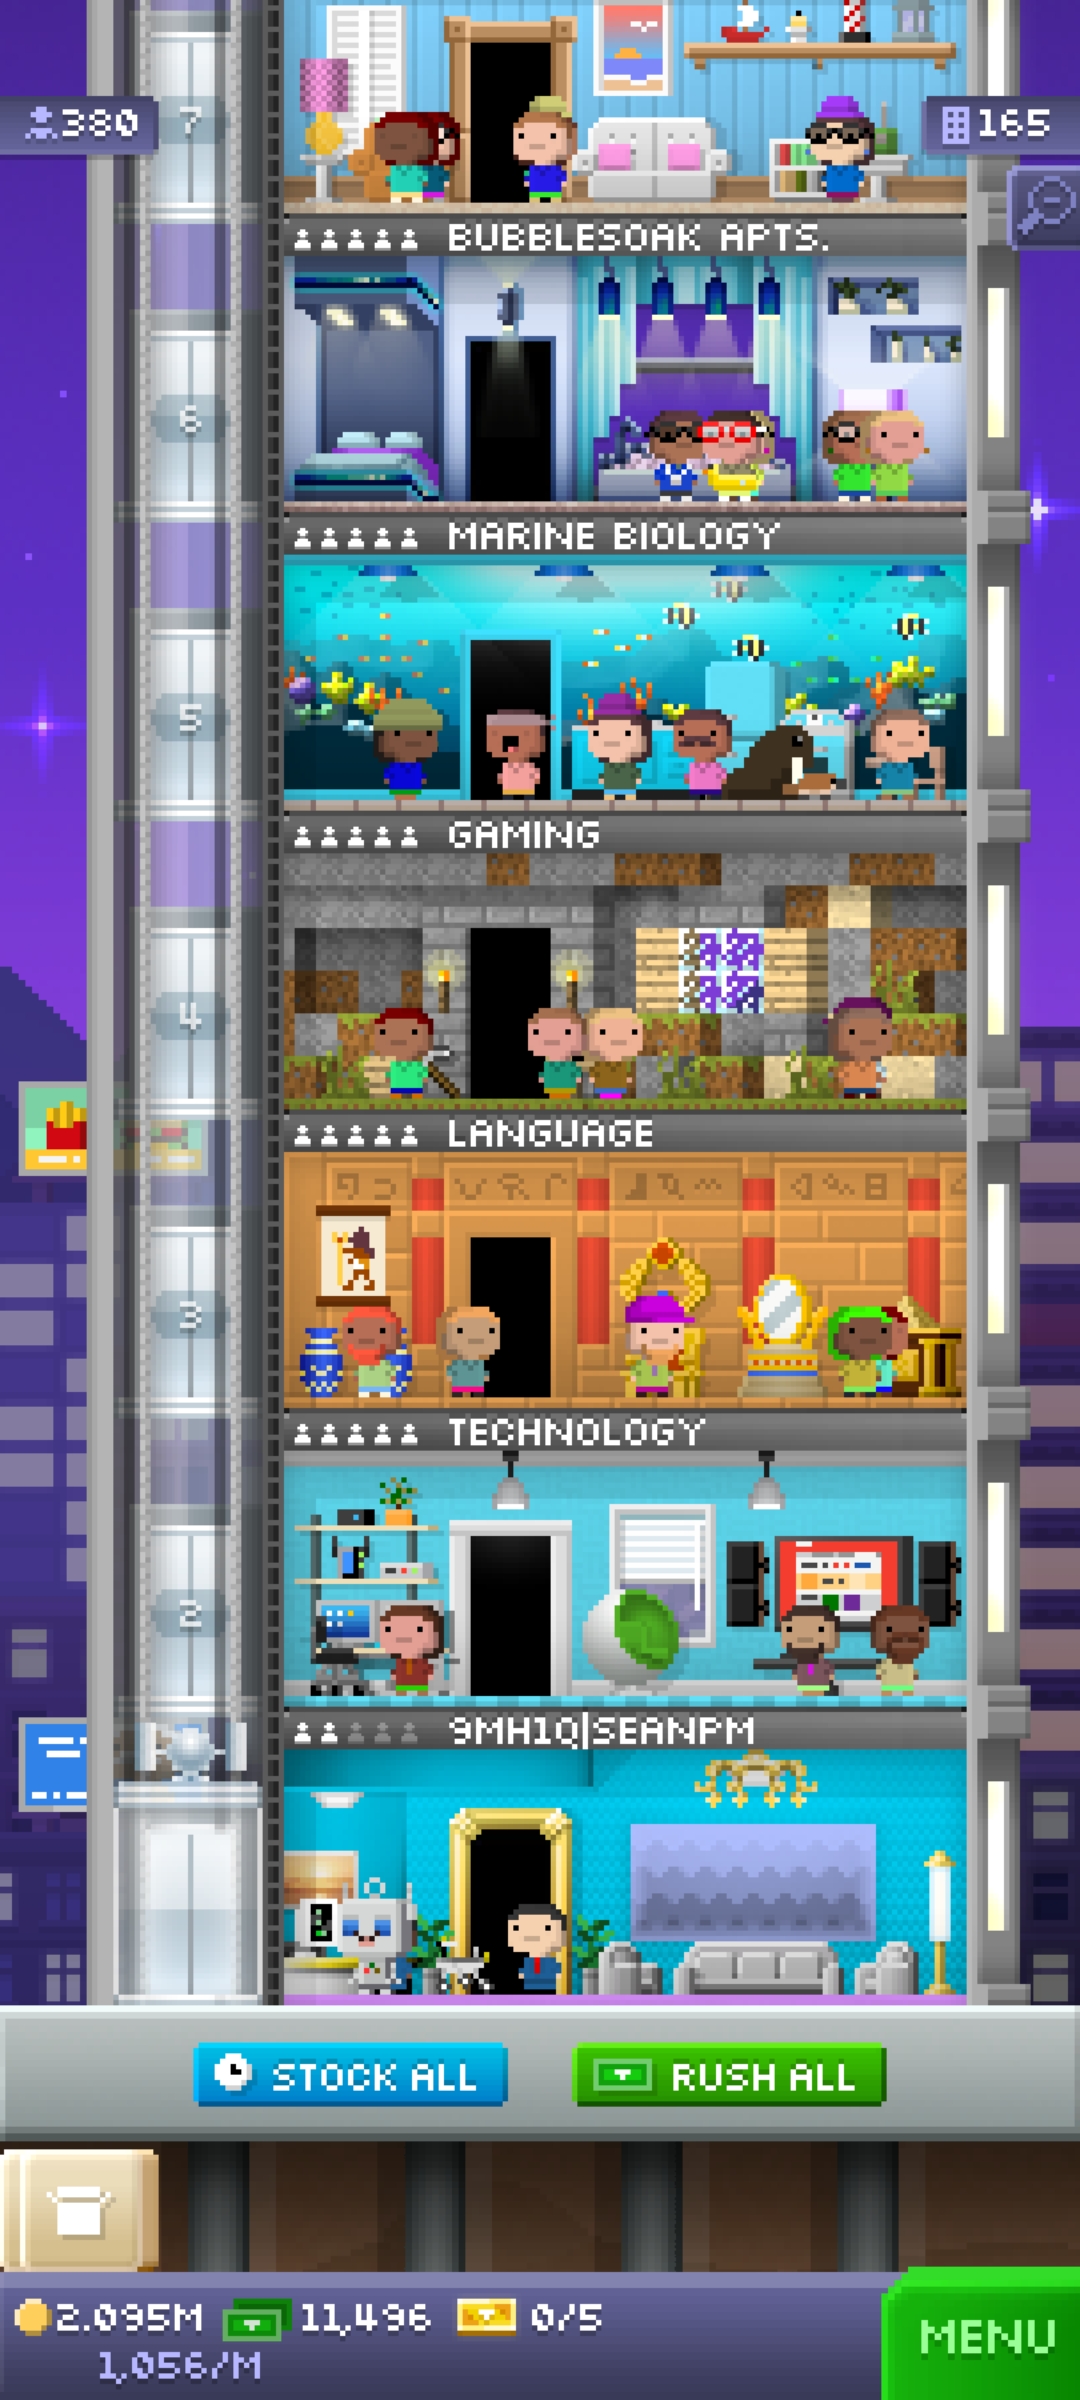 380
7
165
BUBBLESOAK APTS.
6
MARINE BIOLOGY
5
GAMING
4
LANGUAGE
3
TECHNOLOGY
2
9MH1Q|SEANPM
STOCK ALL
RUSH ALL
2.095M
11,496
0/5
1,056/M
MENU